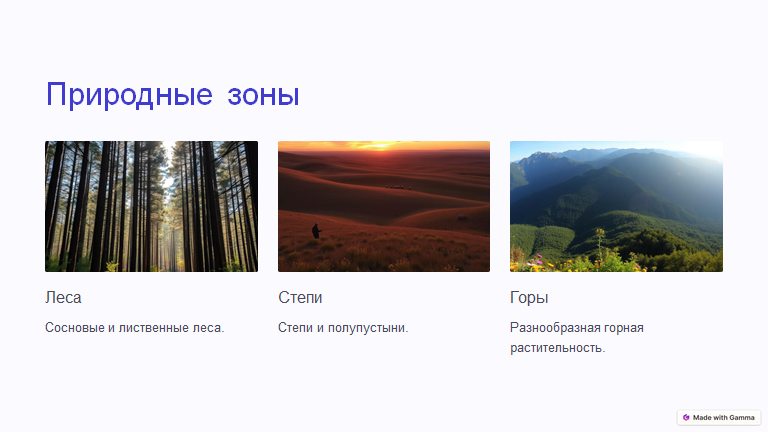 Природные зоны
Леса
Сосновые и лиственные леса.
Степи
Степи и полупустыни.
Горы
Разнообразная горная
растительность.
Made with Gamma